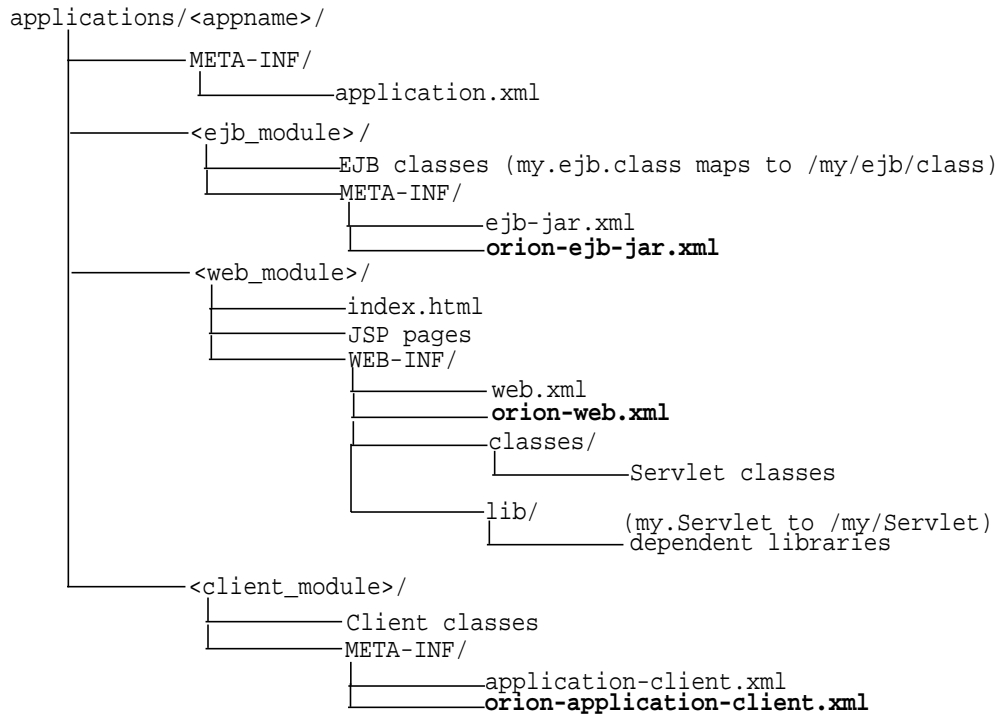 applications/<appname>/
META-INF/
application.xml
<ejb_module>/
EJB classes (my.ejb.class maps to /my/ejb/class)
META-INF/
ejb-jar.xml
orion-ejb-jar.xml
<web_module>/
index.html
JSP pages
WEB-INF/
web.xml
orion-web.xml
classes/
Servlet classes
lib/
(my.Servlet to /my/Servlet)
dependent libraries
<client_module>/
Client classes
META-INF/
application-client.xml
orion-application-client.xml